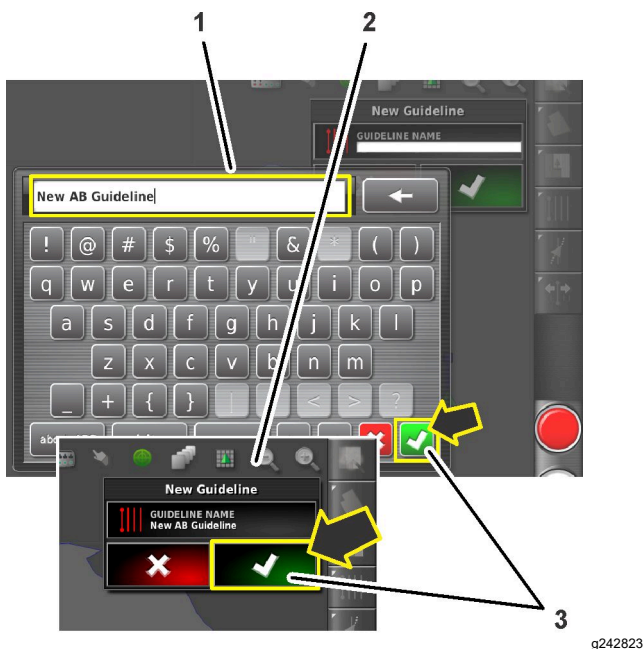 1
2
New Guideline
GUIDELINE NAME
New AB Guideline
! @ # $ % " & * ( )
q w e r t y u i o p
a s d f g h j k l
z x c v b n m
_ + { } | < > ?
New Guideline
GUIDELINE NAME
New AB Guideline
3
g242823